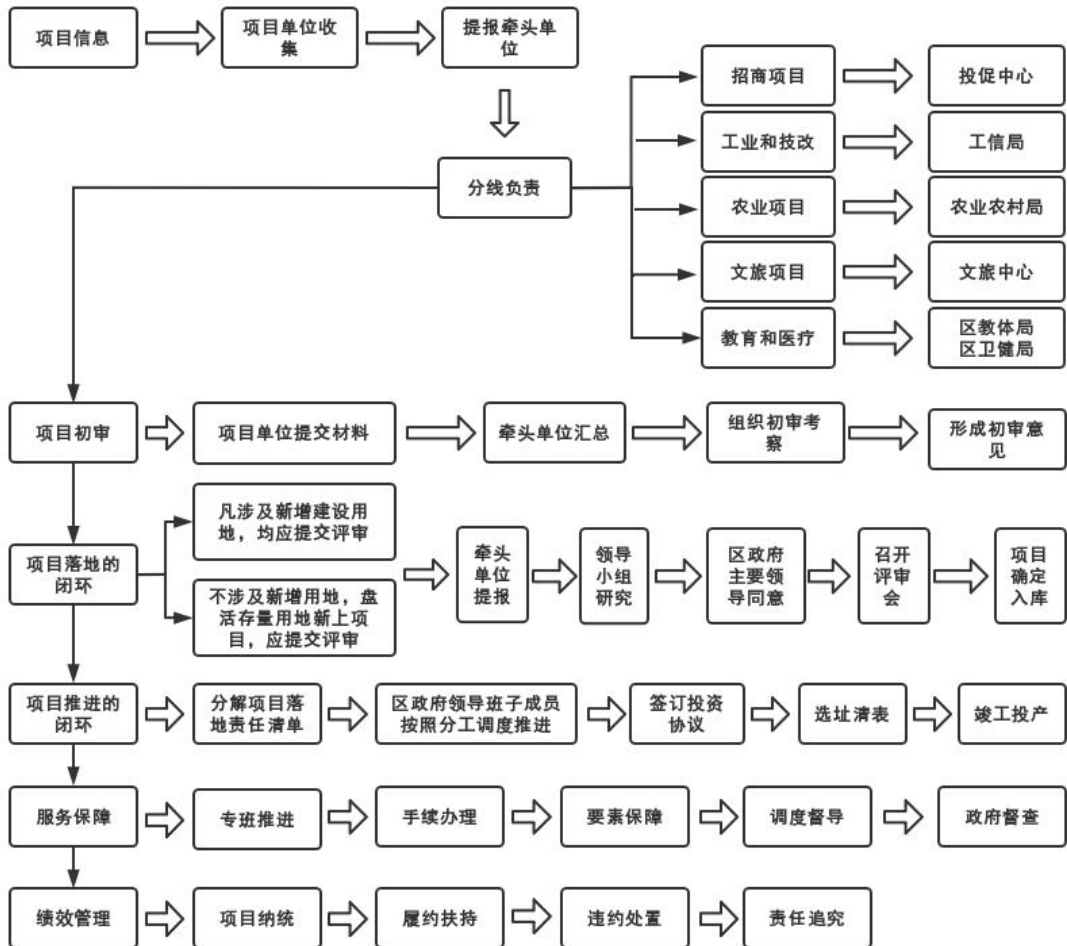 项目信息
项目单位收
集
提报牵头单
位
招商项目
投促中心
工业和技改
工信局
分线负责
农业项目
农业农村局
文旅项目
文旅中心
教育和医疗
区教体局
区卫健局
项目初审
项目单位提交材料
牵头单位汇总
组织初审考
察
形成初审意
见
项目落地的
闭环
凡涉及新增建设用
地，均应提交评审
不涉及新增用地，盘
活存量用地新上项
目，应提交评审
牵头
单位
提报
领导
小组
研究
区政府
主要领
导同意
召开
评审
会
项目
确定
入库
项目推进的
闭环
分解项目落
地责任清单
区政府领导班子成员
按照分工调度推进
签订投资
协议
选址清表
竣工投产
服务保障
专班推进
手续办理
要素保障
调度督导
政府督查
绩效管理
项目纳统
履约扶持
违约处置
责任追究